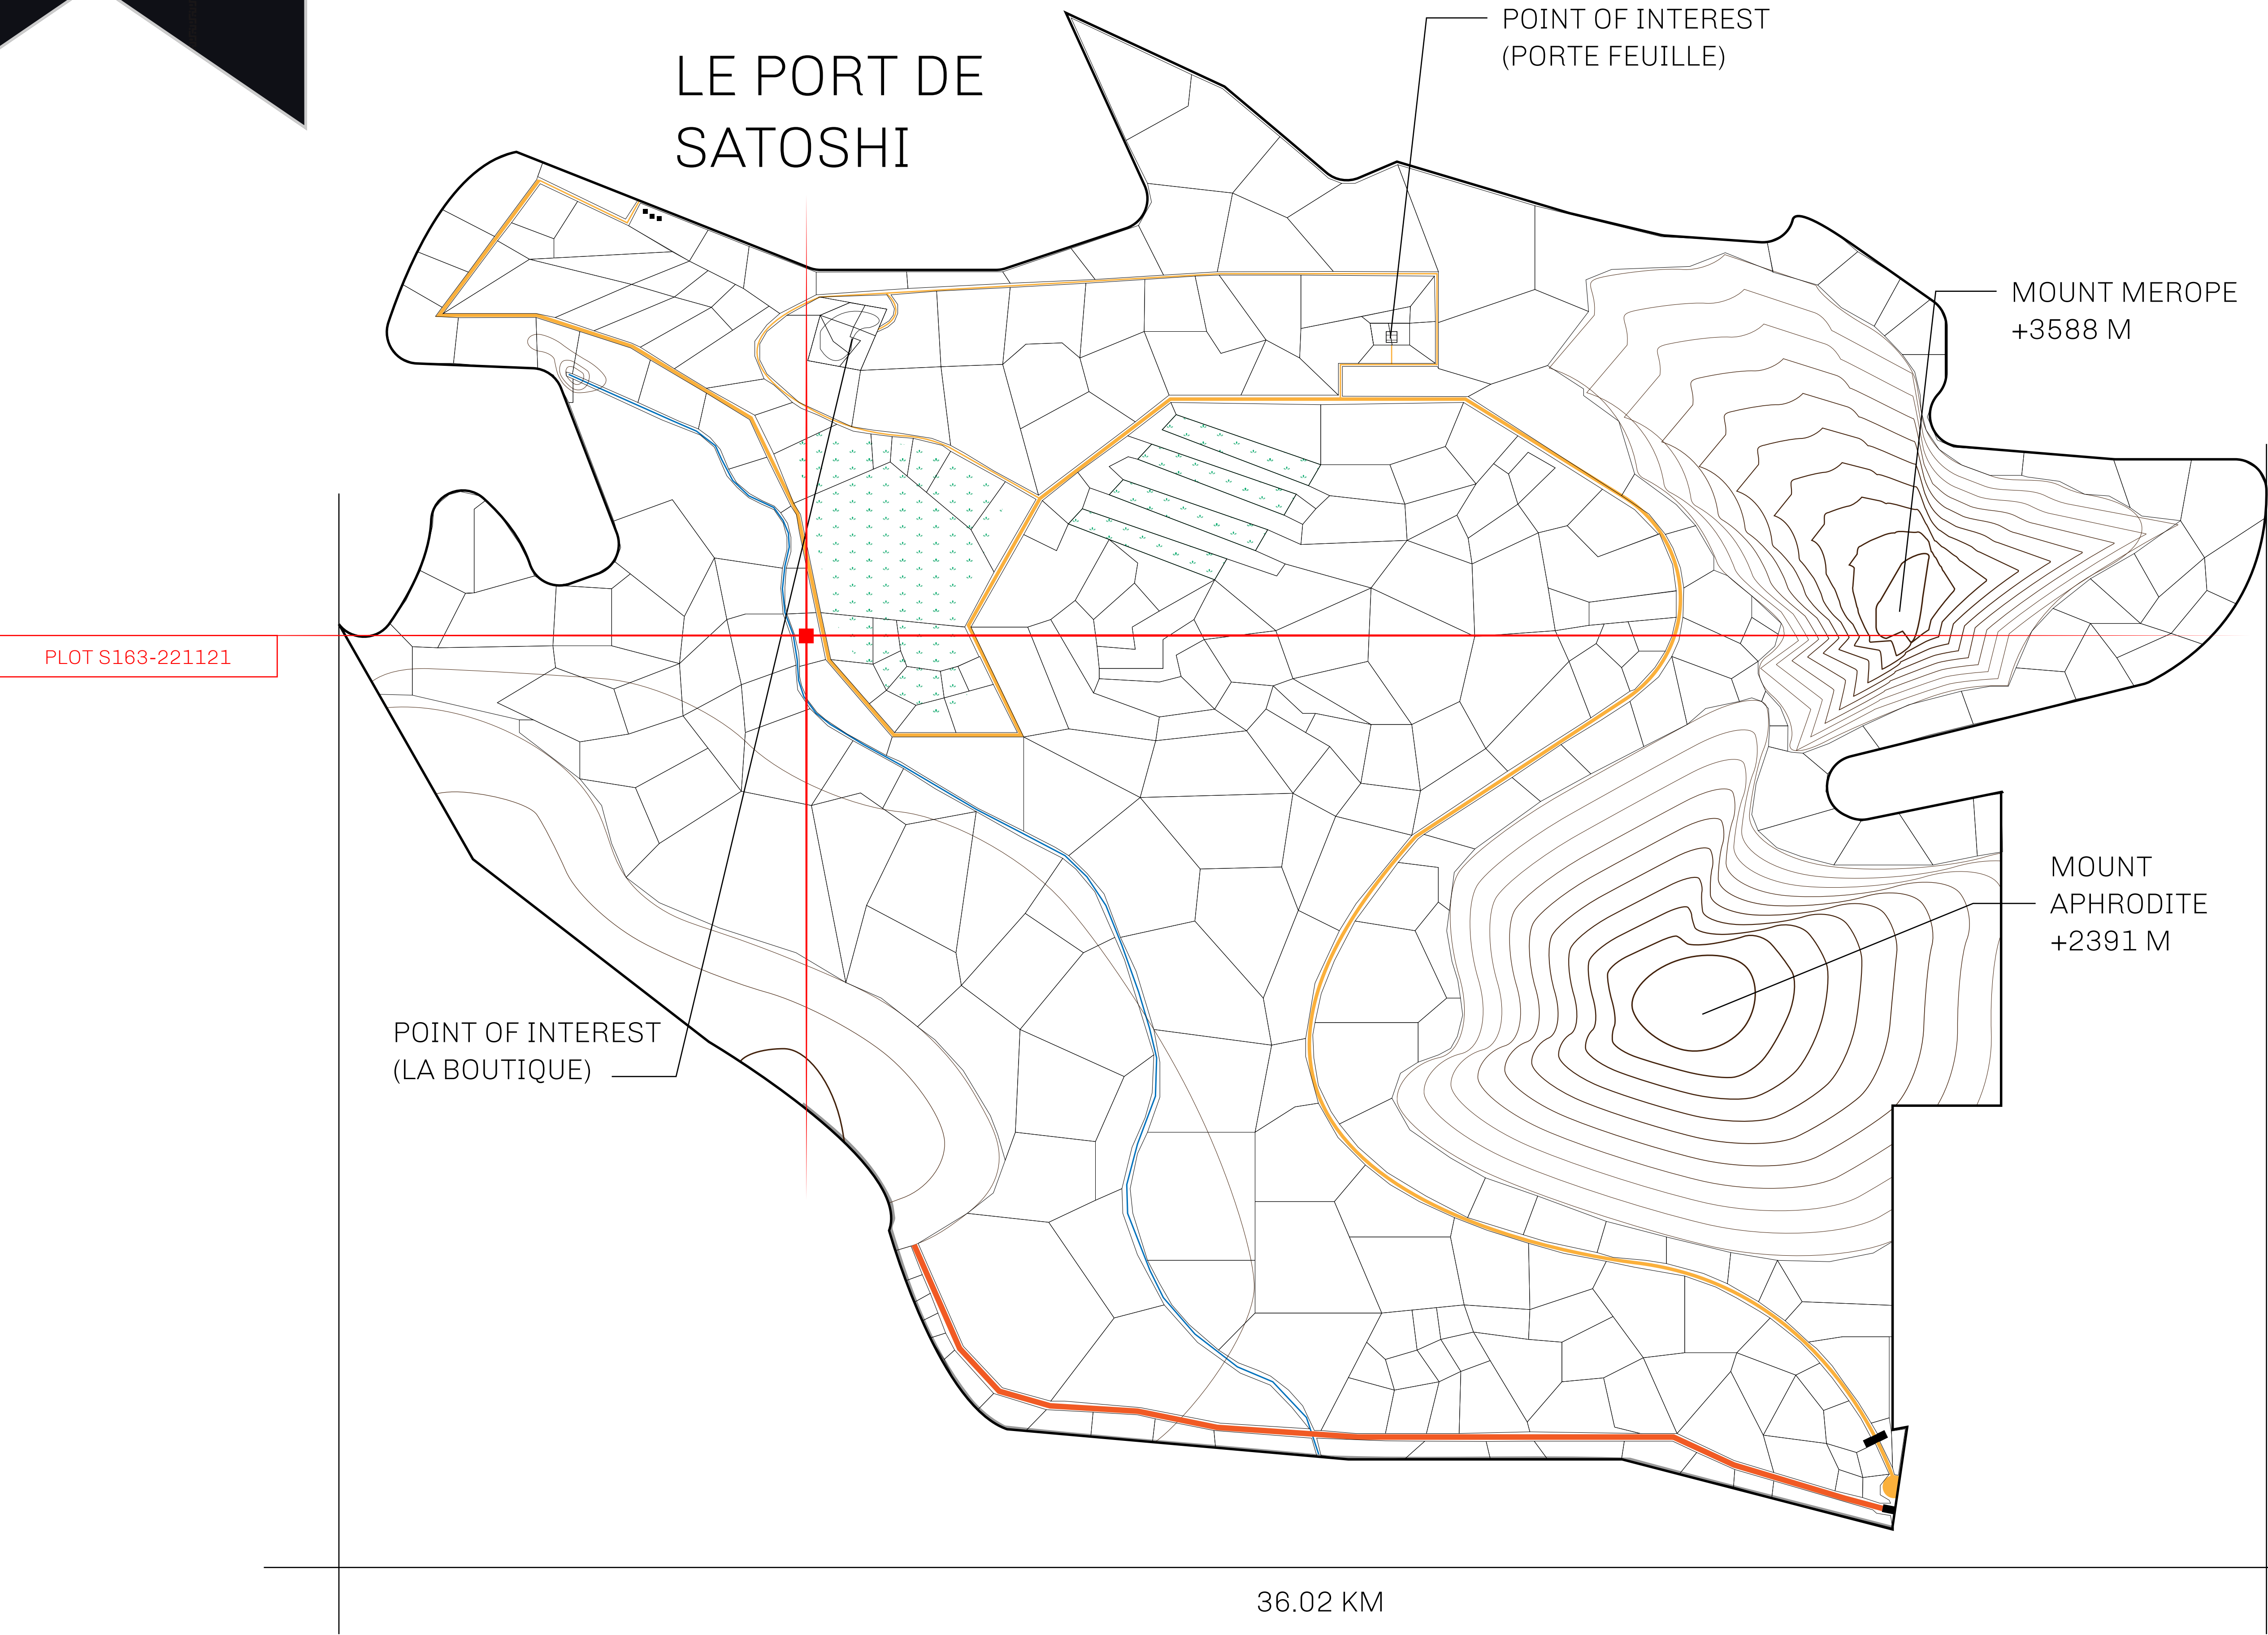 POINT OF INTEREST
(PORTE FEUILLE)
LE PORT DE
SATOSHI
MOUNT MEROPE
+3588 M
PLOT S163-221121
MOUNT
APHRODITE
+2391 M
POINT OF INTEREST
(LA BOUTIQUE)
36.02 KM